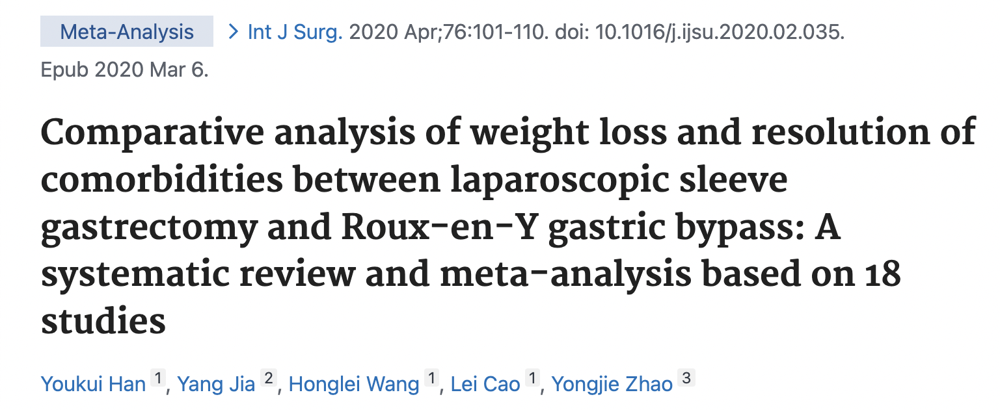 Meta-Analysis > Int J Surg. 2020 Apr;76:101-110. doi: 10.1016/j.ijsu.2020.02.035.
Epub 2020 Mar 6.
Comparative analysis of weight loss and resolution of
comorbidities between laparoscopic sleeve
gastrectomy and Roux-en-Y gastric bypass: A
systematic review and meta-analysis based on 18
studies
Youkui Han 1, Yang Jia 2, Honglei Wang 1, Lei Cao 1, Yongjie Zhao 3